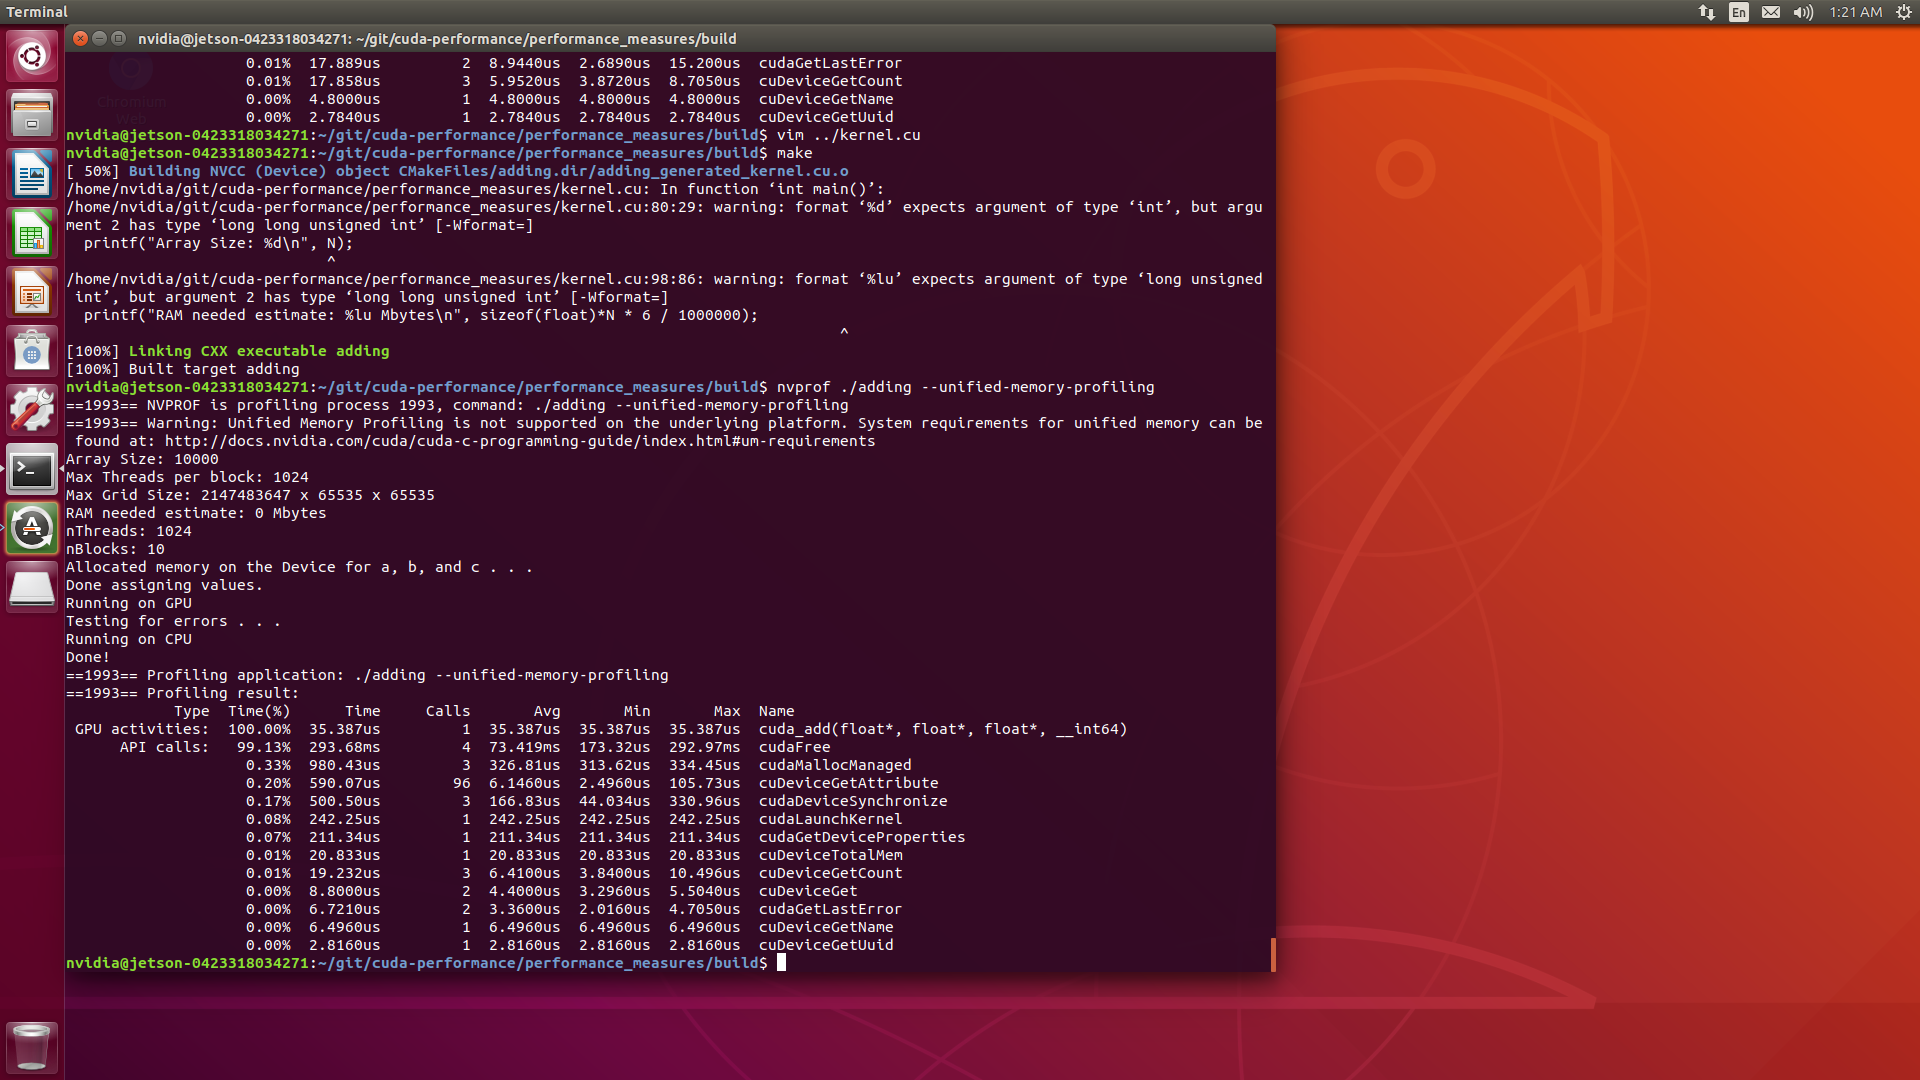 Terminal
En
1:21 AM
nvidia@jetson-0423318034271: ~/git/cuda-performance/performance_measures/build
Chromium
Web
0.01% 17.889us 2 8.9440us 2.6890us 15.200us cudaGetLastError
0.01% 17.858us 3 5.9520us 3.8720us 8.7050us cuDeviceGetCount
0.00% 4.8000us 1 4.8000us 4.8000us 4.8000us cuDeviceGetName
0.00% 2.7840us 1 2.7840us 2.7840us 2.7840us cuDeviceGetUuid
nvidia@jetson-0423318034271:~/git/cuda-performance/performance_measures/build$ vim ../kernel.cu
nvidia@jetson-0423318034271:~/git/cuda-performance/performance_measures/build$ make
[ 50%] Building NVCC (Device) object CMakeFiles/adding.dir/adding_generated_kernel.cu.o
/home/nvidia/git/cuda-performance/performance_measures/kernel.cu: In function ‘int main()’:
/home/nvidia/git/cuda-performance/performance_measures/kernel.cu:80:29: warning: format ‘%d’ expects argument of type ‘int’, but argu
ment 2 has type ‘long long unsigned int’ [-Wformat=]
printf("Array Size: %d\n", N);
^
/home/nvidia/git/cuda-performance/performance_measures/kernel.cu:98:86: warning: format ‘%lu’ expects argument of type ‘long unsigned
int’, but argument 2 has type ‘long long unsigned int’ [-Wformat=]
printf("RAM needed estimate: %lu Mbytes\n", sizeof(float)*N * 6 / 1000000);
^
[100%] Linking CXX executable adding
[100%] Built target adding
nvidia@jetson-0423318034271:~/git/cuda-performance/performance_measures/build$ nvprof ./adding --unified-memory-profiling
==1993== NVPROF is profiling process 1993, command: ./adding --unified-memory-profiling
==1993== Warning: Unified Memory Profiling is not supported on the underlying platform. System requirements for unified memory can be
found at: http://docs.nvidia.com/cuda/cuda-c-programming-guide/index.html#um-requirements
Array Size: 10000
Max Threads per block: 1024
Max Grid Size: 2147483647 x 65535 x 65535
RAM needed estimate: 0 Mbytes
nThreads: 1024
nBlocks: 10
Allocated memory on the Device for a, b, and c . . .
Done assigning values.
Running on GPU
Testing for errors . . .
Running on CPU
Done!
==1993== Profiling application: ./adding --unified-memory-profiling
==1993== Profiling result:
Type Time(%) Time Calls Avg Min Max Name
GPU activities: 100.00% 35.387us 1 35.387us 35.387us 35.387us cuda_add(float*, float*, float*, __int64)
API calls: 99.13% 293.68ms 4 73.419ms 173.32us 292.97ms cudaFree
0.33% 980.43us 3 326.81us 313.62us 334.45us cudaMallocManaged
0.20% 590.07us 96 6.1460us 2.4960us 105.73us cuDeviceGetAttribute
0.17% 500.50us 3 166.83us 44.034us 330.96us cudaDeviceSynchronize
0.08% 242.25us 1 242.25us 242.25us 242.25us cudaLaunchKernel
0.07% 211.34us 1 211.34us 211.34us 211.34us cudaGetDeviceProperties
0.01% 20.833us 1 20.833us 20.833us 20.833us cuDeviceTotalMem
0.01% 19.232us 3 6.4100us 3.8400us 10.496us cuDeviceGetCount
0.00% 8.8000us 2 4.4000us 3.2960us 5.5040us cuDeviceGet
0.00% 6.7210us 2 3.3600us 2.0160us 4.7050us cudaGetLastError
0.00% 6.4960us 1 6.4960us 6.4960us 6.4960us cuDeviceGetName
0.00% 2.8160us 1 2.8160us 2.8160us 2.8160us cuDeviceGetUuid
nvidia@jetson-0423318034271:~/git/cuda-performance/performance_measures/build$